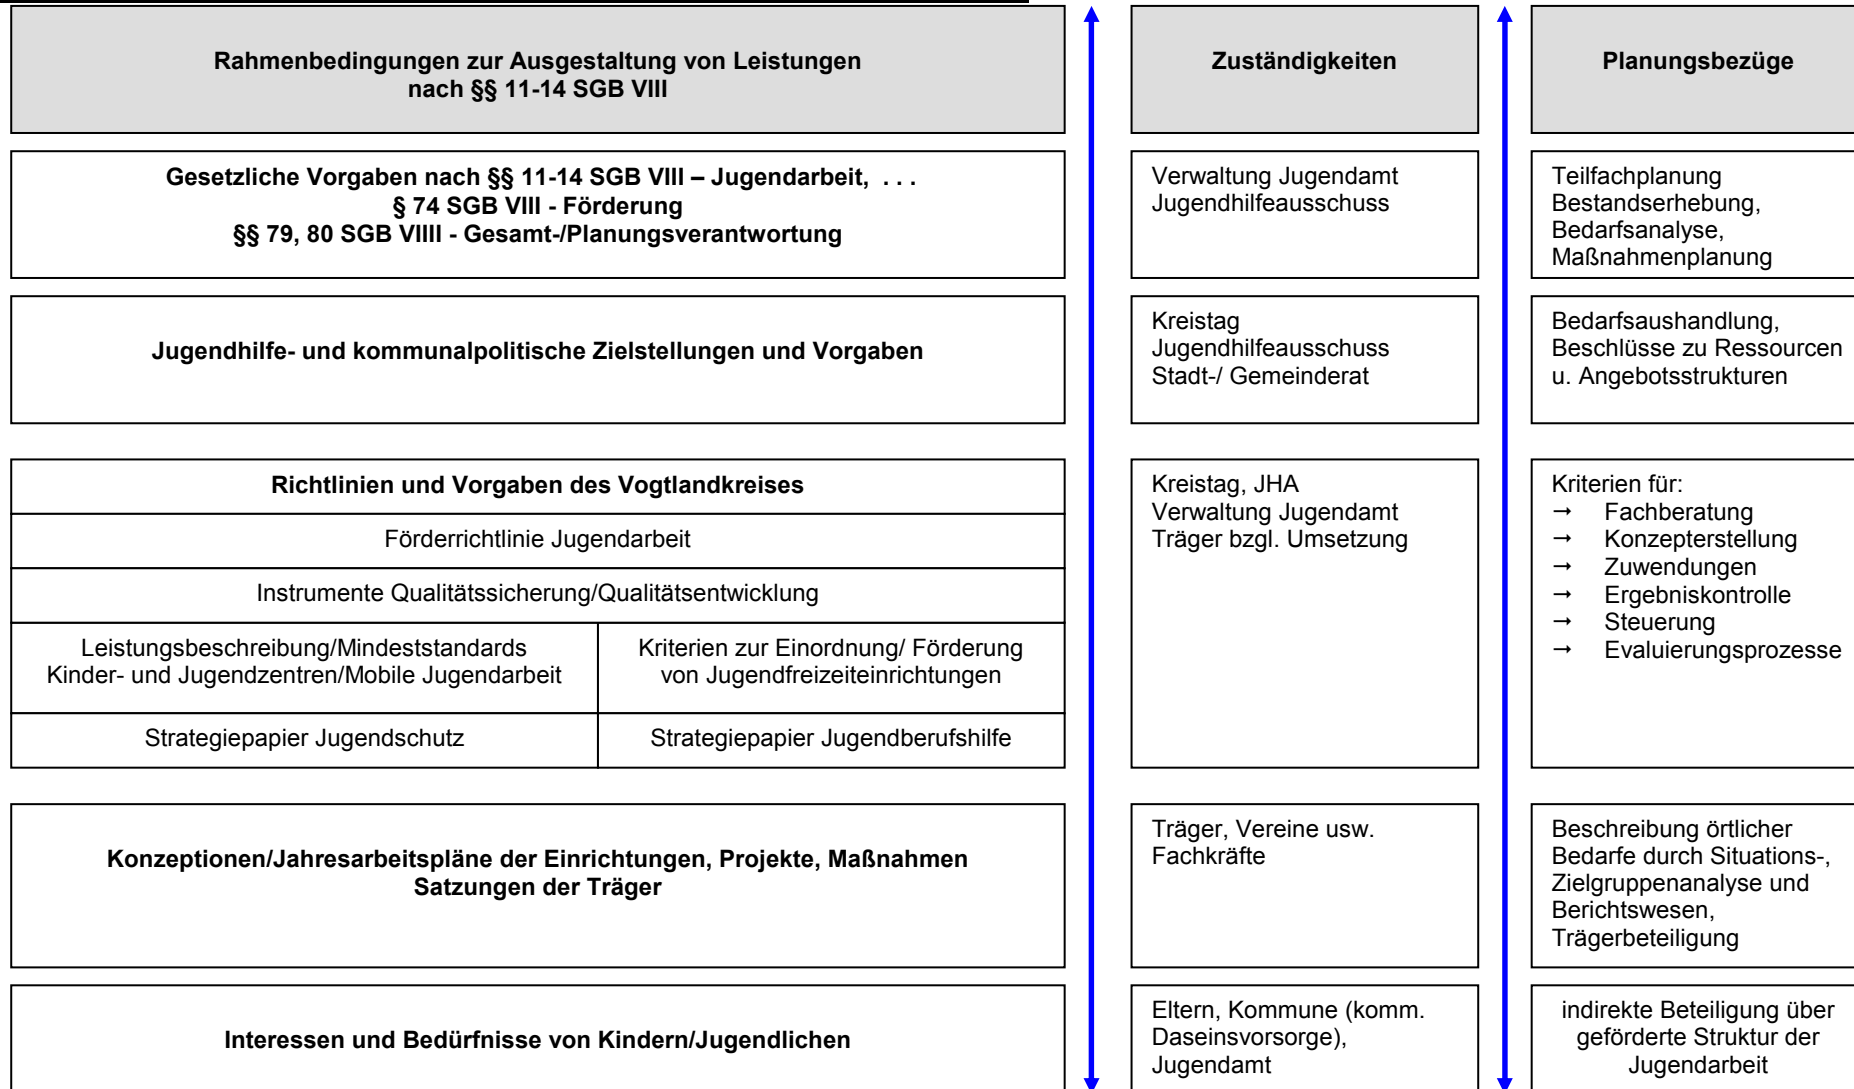 Rahmenbedingungen zur Ausgestaltung von Leistungen
nach §§ 11-14 SGB VIII
Zuständigkeiten
Planungsbezüge
Gesetzliche Vorgaben nach §§ 11-14 SGB VIII – Jugendarbeit, . . .
§ 74 SGB VIII - Förderung
§§ 79, 80 SGB VIIII - Gesamt-/Planungsverantwortung
Verwaltung Jugendamt
Jugendhilfeausschuss
Teilfachplanung
Bestandserhebung,
Bedarfsanalyse,
Maßnahmenplanung
Jugendhilfe- und kommunalpolitische Zielstellungen und Vorgaben
Kreistag
Jugendhilfeausschuss
Stadt-/ Gemeinderat
Bedarfsaushandlung,
Beschlüsse zu Ressourcen
u. Angebotsstrukturen
Richtlinien und Vorgaben des Vogtlandkreises
Förderrichtlinie Jugendarbeit
Instrumente Qualitätssicherung/Qualitätsentwicklung
Leistungsbeschreibung/Mindeststandards
Kinder- und Jugendzentren/Mobile Jugendarbeit
Kriterien zur Einordnung/ Förderung
von Jugendfreizeiteinrichtungen
Strategiepapier Jugendschutz
Strategiepapier Jugendberufshilfe
Kreistag, JHA
Verwaltung Jugendamt
Träger bzgl. Umsetzung
Kriterien für:
→ Fachberatung
→ Konzepterstellung
→ Zuwendungen
→ Ergebniskontrolle
→ Steuerung
→ Evaluierungsprozesse
Konzeptionen/Jahresarbeitspläne der Einrichtungen, Projekte, Maßnahmen
Satzungen der Träger
Träger, Vereine usw.
Fachkräfte
Beschreibung örtlicher
Bedarfe durch Situations-,
Zielgruppenanalyse und
Berichtswesen,
Trägerbeteiligung
Interessen und Bedürfnisse von Kindern/Jugendlichen
Eltern, Kommune (komm.
Daseinsvorsorge),
Jugendamt
indirekte Beteiligung über
geförderte Struktur der
Jugendarbeit